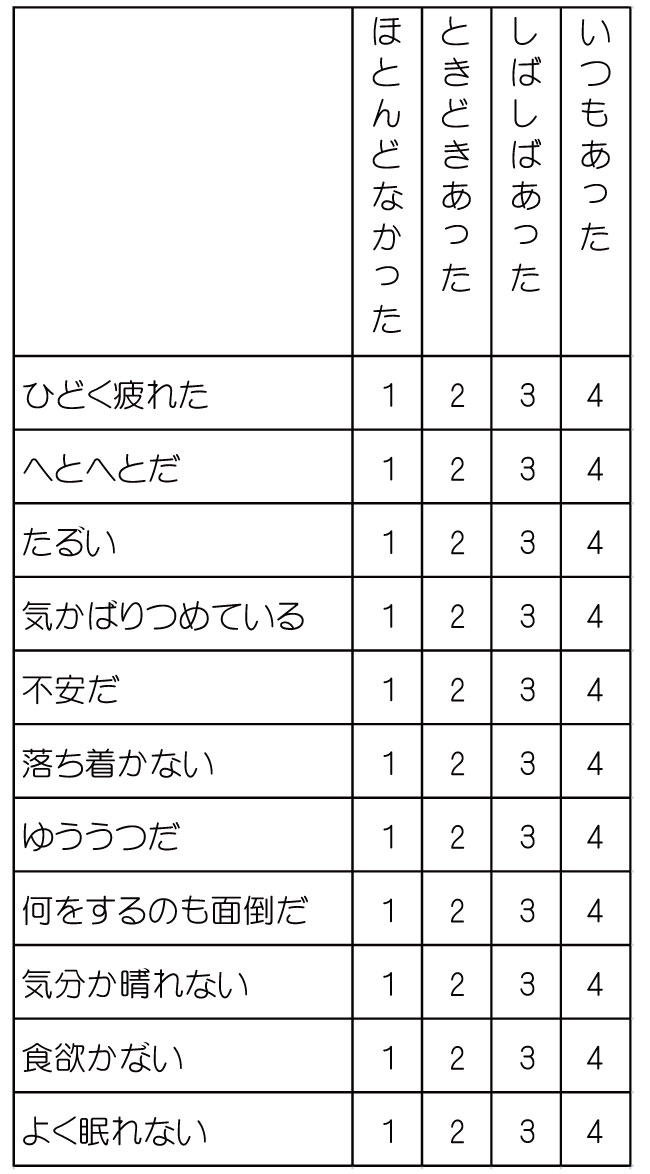 ほとんどなかった
ときどきあった
しばしばあった
いつもあった
ひどく疲れた 1 2 3 4
へとへとだ 1 2 3 4
たるい 1 2 3 4
気かばりつめている 1 2 3 4
不安だ 1 2 3 4
落ち着かない 1 2 3 4
ゆううつだ 1 2 3 4
何をするのも面倒だ 1 2 3 4
気分か晴れない 1 2 3 4
食欲かない 1 2 3 4
よく眠れない 1 2 3 4